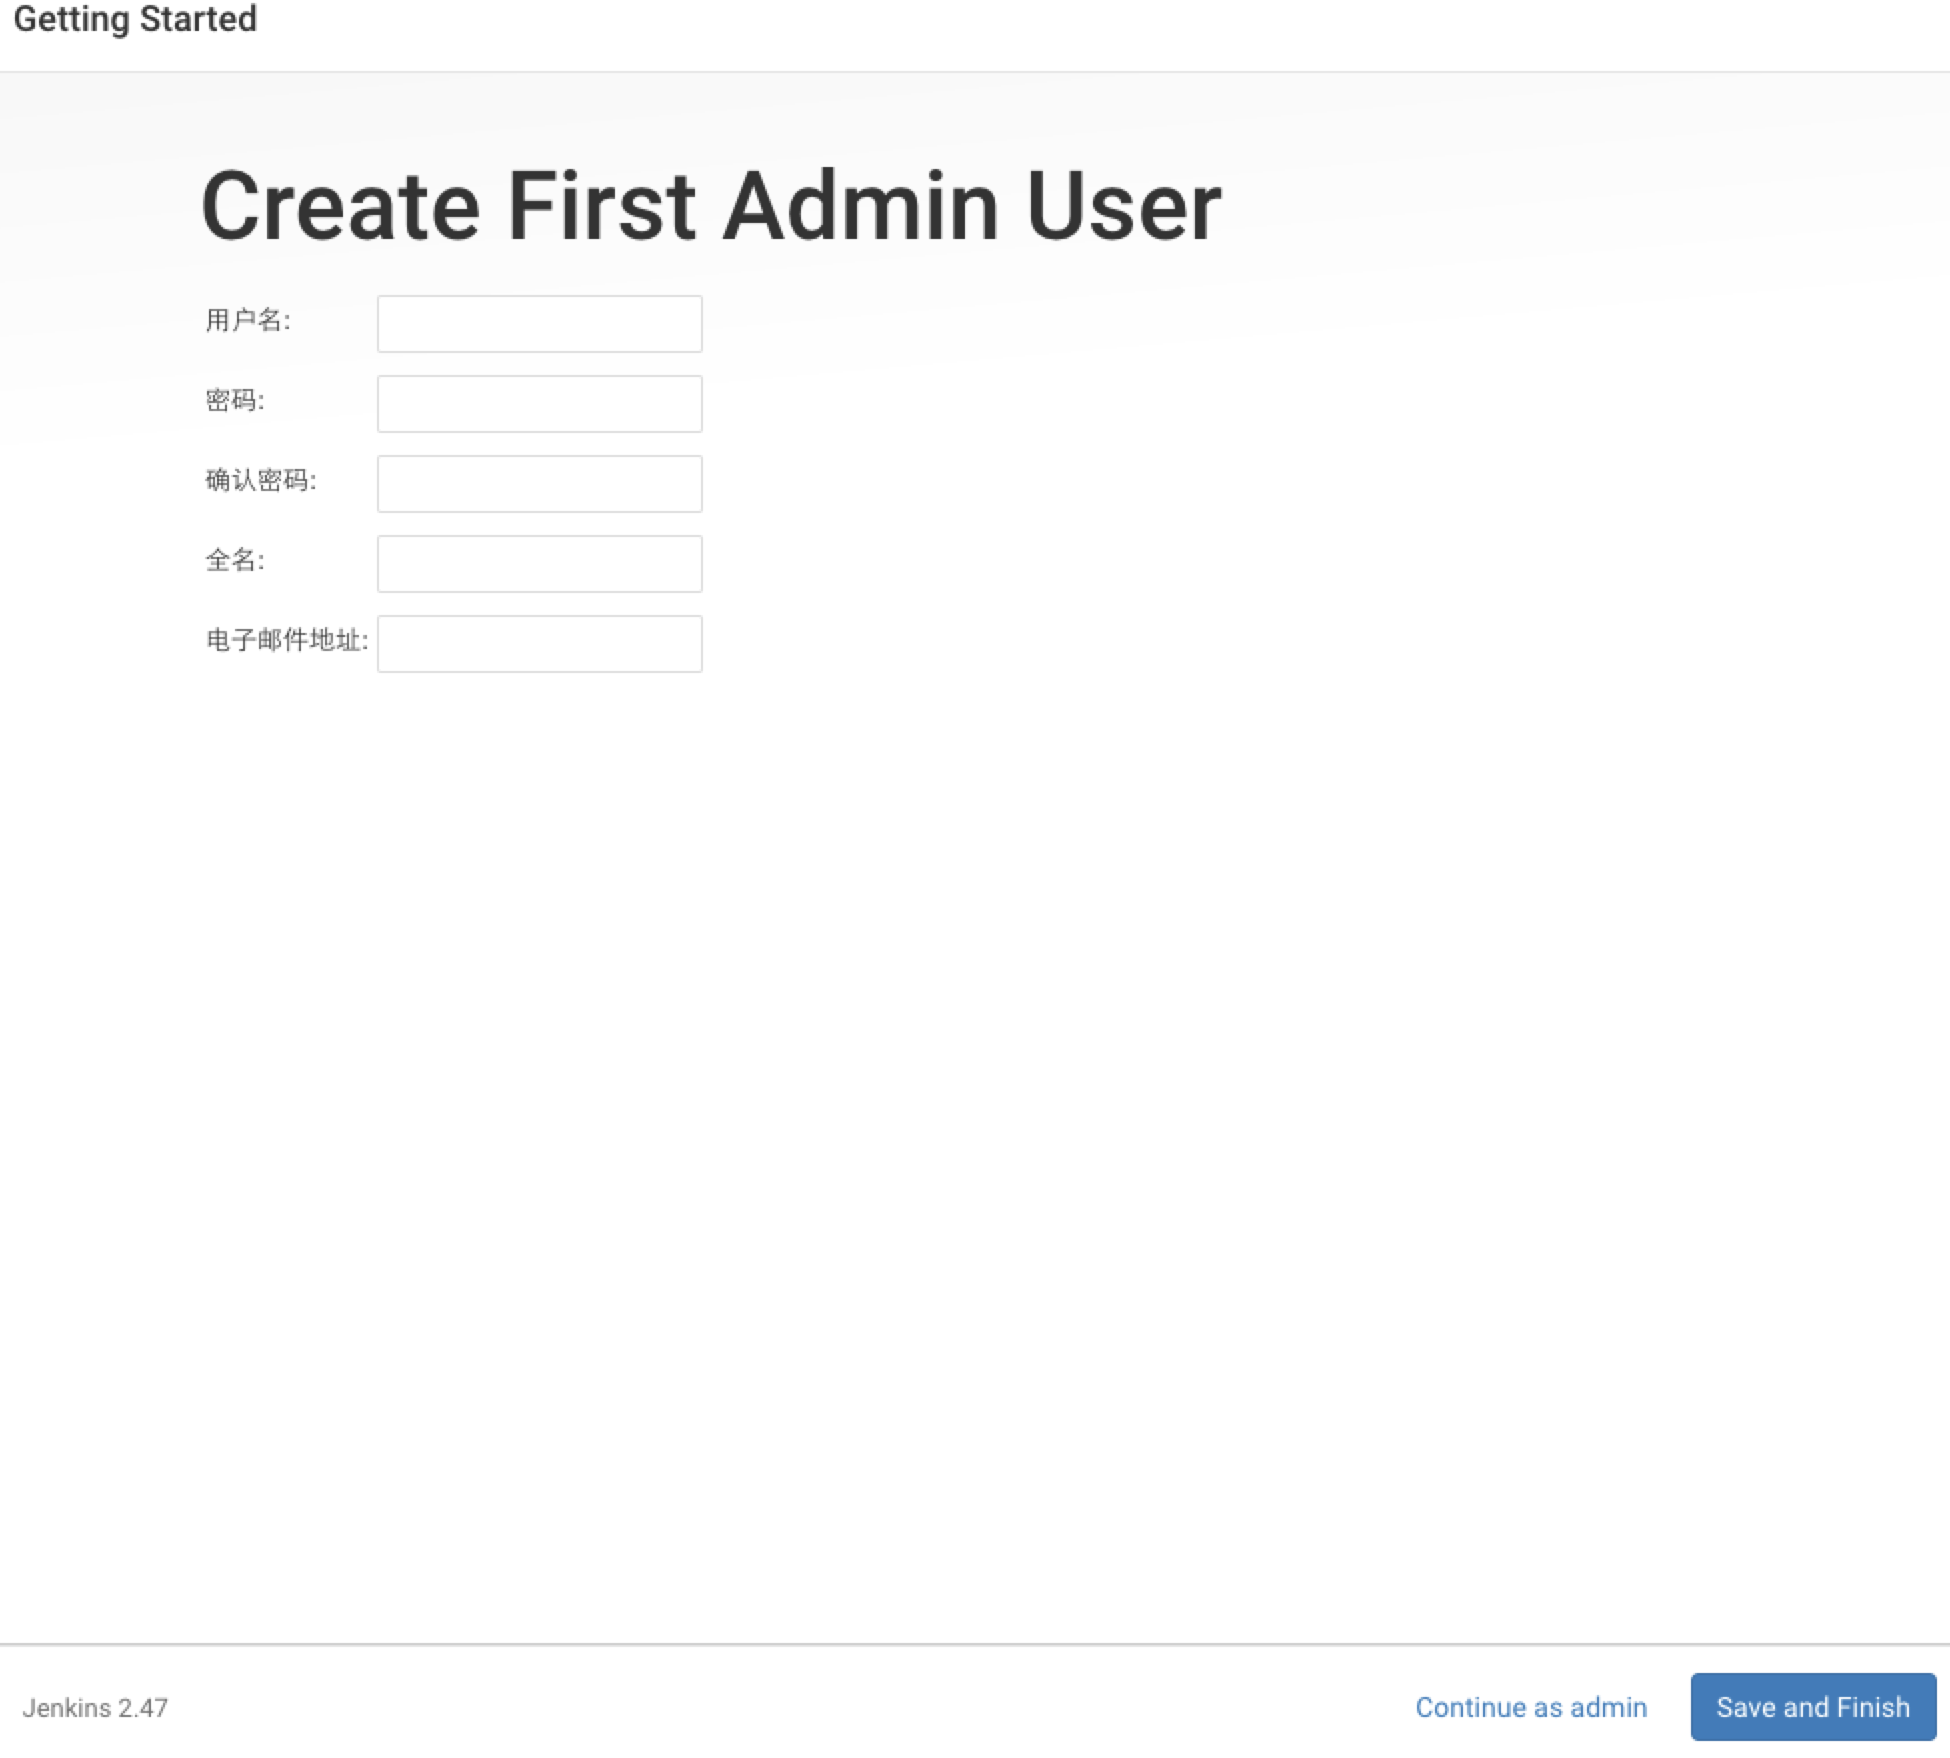 Getting Started
Create First Admin User
用户名:
密码:
确认密码:
全名:
电子邮件地址:
Jenkins 2.47
Continue as admin
Save and Finish